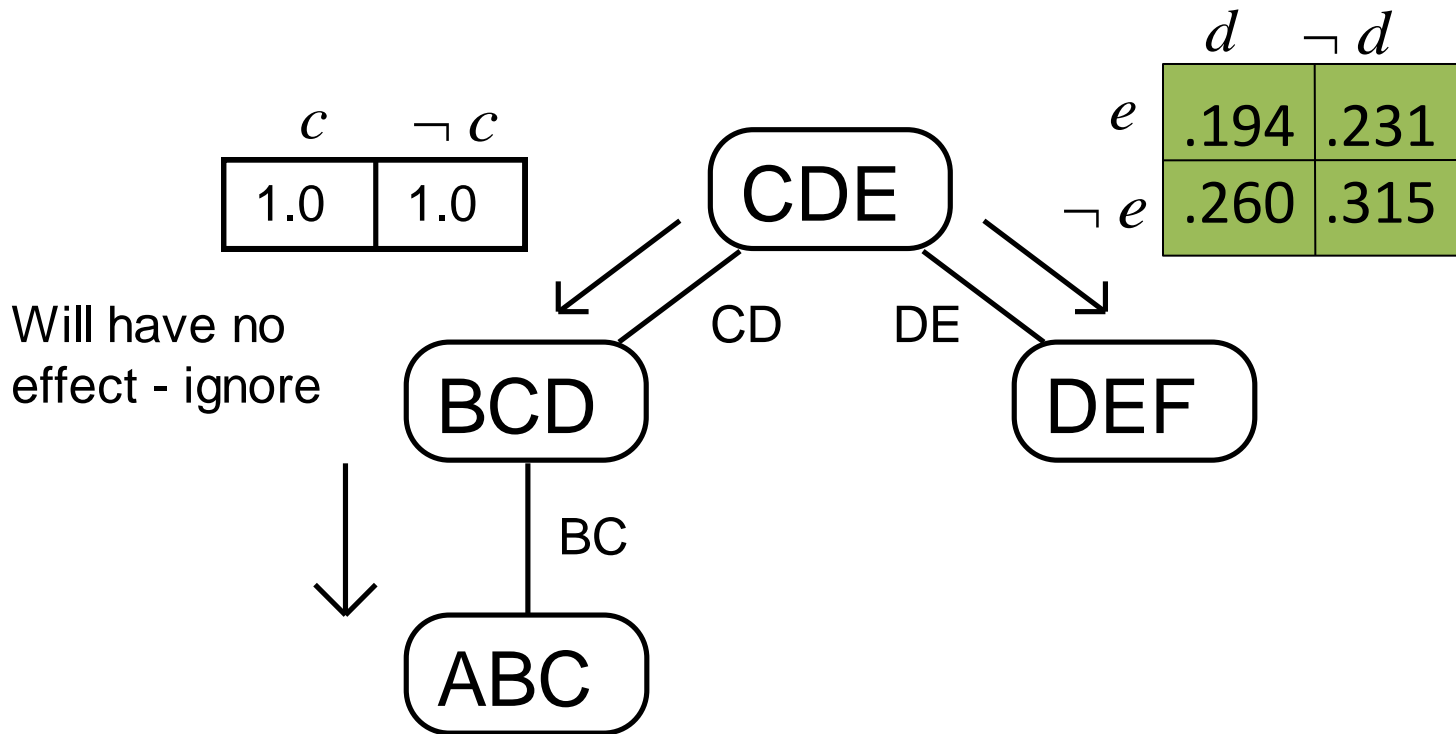 d ¬ d
c ¬ c
e .194 .231
1.0 1.0
CDE
¬ e .260 .315
Will have no
effect - ignore
CD DE
BCD
DEF
BC
ABC